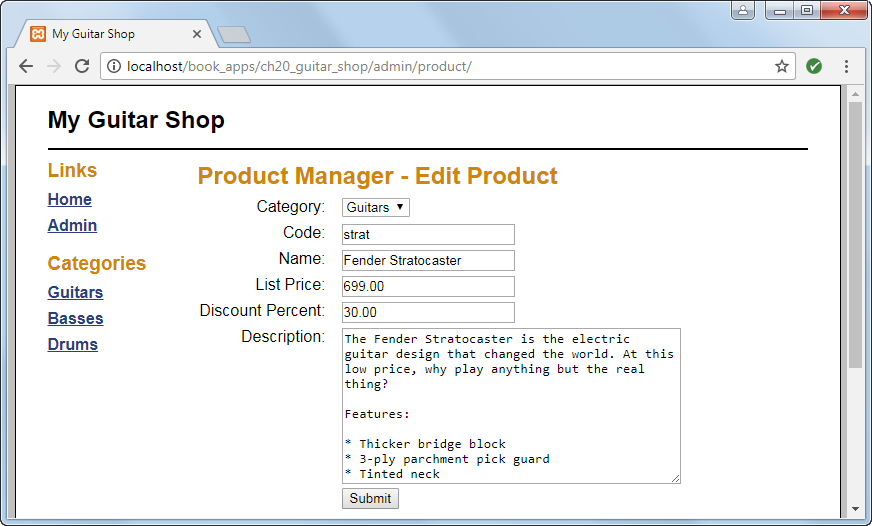 My Guitar Shop
localhost/book_apps/ch20_guitar_shop/admin/product/
My Guitar Shop
Links
Home
Admin
Categories
Guitars
Basses
Drums
Product Manager - Edit Product
Category: Guitars
Code: strat
Name: Fender Stratocaster
List Price: 699.00
Discount Percent: 30.00
Description:
The Fender Stratocaster is the electric
guitar design that changed the world. At this
low price, why play anything but the real
thing?
Features:
* Thicker bridge block
* 3-ply parchment pick guard
* Tinted neck
Submit